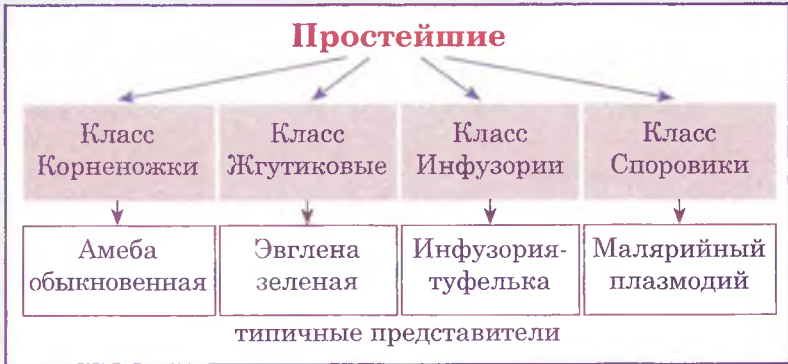 Простейшие
Класс
Корненожки
Класс
Жгутиковые
Класс
Инфузории
Класс
Споровики
Амеба
обыкновенная
Эвглена
зеленая
Инфузория-
туфелька
Малярийный
плазмодий
типичные представители